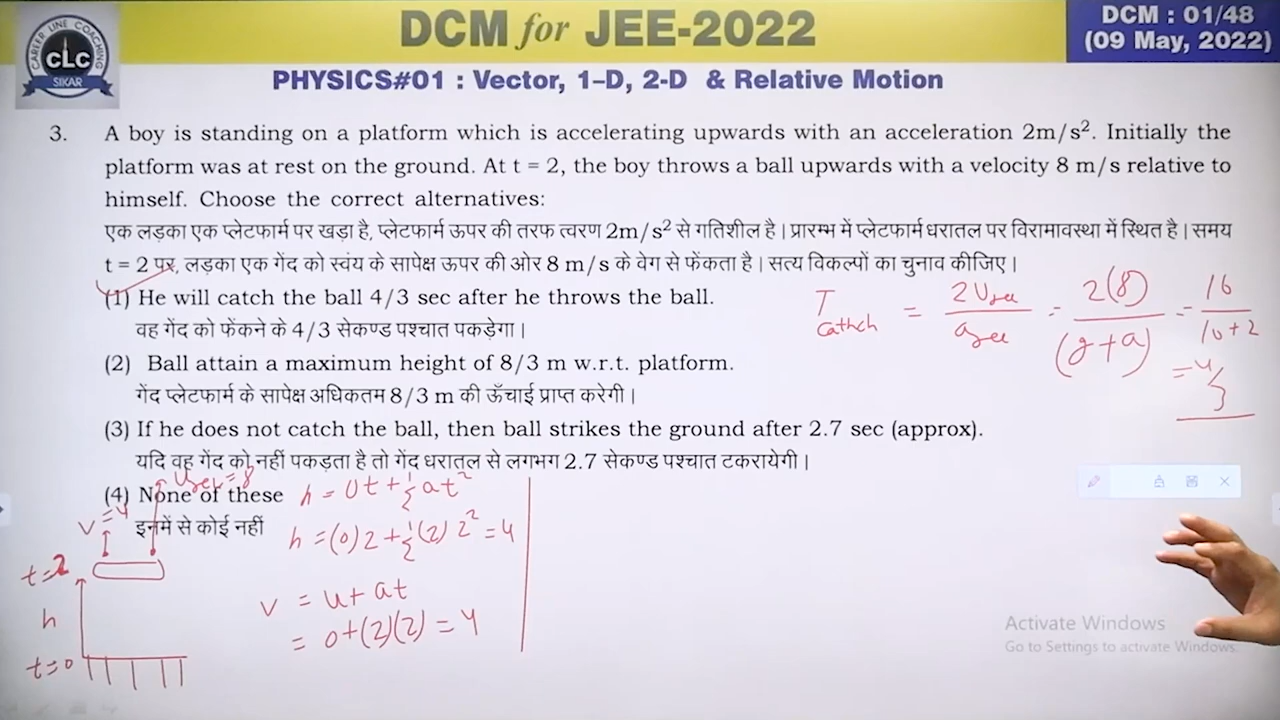 DCM for JEE-2022
DCM : 01/48
(09 May, 2022)
CAREER LINE COACHING
CLC
SIKAR
PHYSICS#01 : Vector, 1–D, 2-D & Relative Motion
3. A boy is standing on a platform which is accelerating upwards with an acceleration 2m/s². Initially the
platform was at rest on the ground. At t = 2, the boy throws a ball upwards with a velocity 8 m/s relative to
himself. Choose the correct alternatives:
एक लड़का एक प्लेटफार्म पर खड़ा है, प्लेटफार्म ऊपर की तरफ त्वरण 2m/s² से गतिशील है। प्रारम्भ में प्लेटफार्म धरातल पर विरामावस्था में स्थित है। समय
t = 2 पर, लड़का एक गेंद को स्वंय के सापेक्ष ऊपर की ओर 8 m/s के वेग से फेंकता है। सत्य विकल्पों का चुनाव कीजिए।
(1) He will catch the ball 4/3 sec after he throws the ball.
वह गेंद को फेंकने के 4/3 सेकण्ड पश्चात पकड़ेगा।
(2) Ball attain a maximum height of 8/3 m w.r.t. platform.
गेंद प्लेटफार्म के सापेक्ष अधिकतम 8/3 m की ऊँचाई प्राप्त करेगी।
(3) If he does not catch the ball, then ball strikes the ground after 2.7 sec (approx).
यदि वह गेंद को नहीं पकड़ता है तो गेंद धरातल से लगभग 2.7 सेकण्ड पश्चात टकरायेगी।
(4) None of these
इनमें से कोई नहीं
T = 2U / a = 2(8) / (g+a) = 16 / 10+2
= 4/3
= 8
v = 4
t=2
h
t=0
h = Ut + ½ at²
h = (0)2 + ½ (2) 2² = 4
v = u + at
= 0+(2)(2) = 4
Activate Windows
Go to Settings to activate Windows.